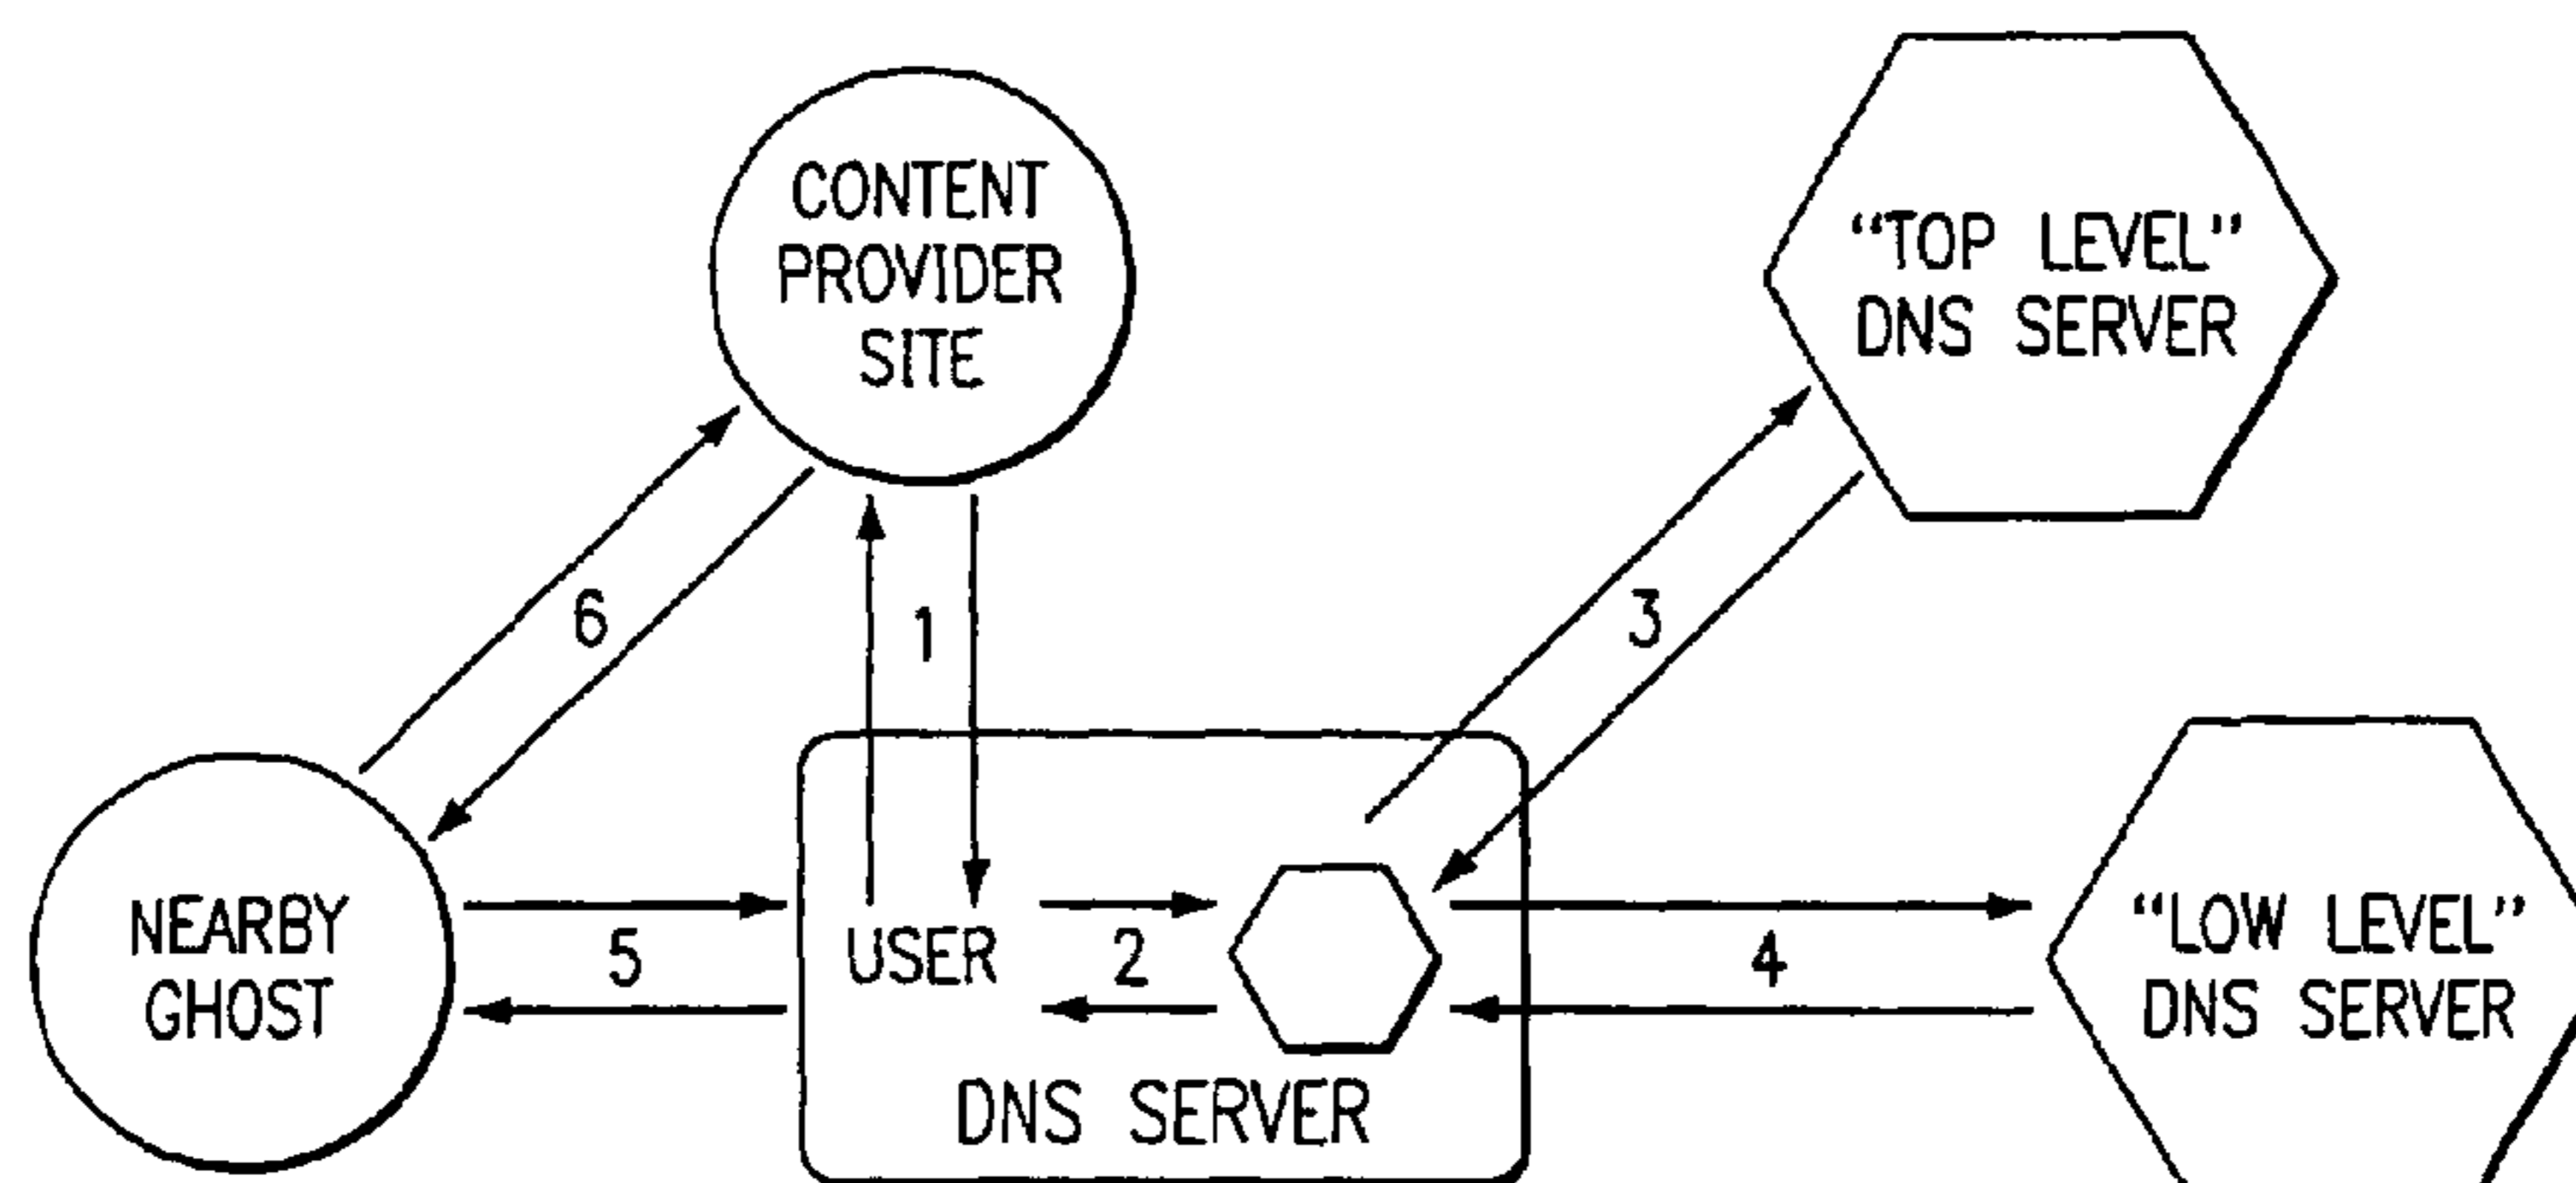 CONTENT
PROVIDER
SITE
"TOP LEVEL"
DNS SERVER
6
1
3
NEARBY
GHOST
5
USER
2
4
"LOW LEVEL"
DNS SERVER
DNS SERVER